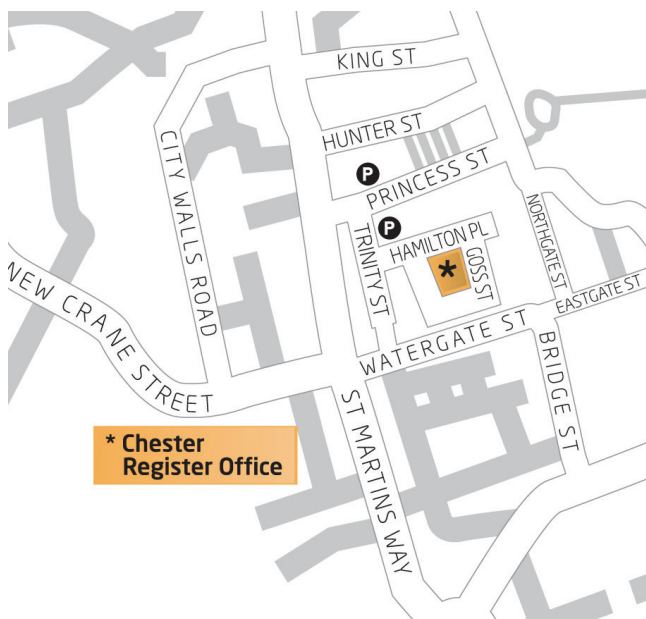 KING ST
HUNTER ST
P
PRINCESS ST
CITY WALLS ROAD
P
HAMILTON PL
TRINITY ST
GOSS ST
NORTHGATE ST
*
EASTGATE ST
NEW CRANE STREET
WATERGATE ST
BRIDGE ST
ST MARTINS WAY
* Chester
Register Office